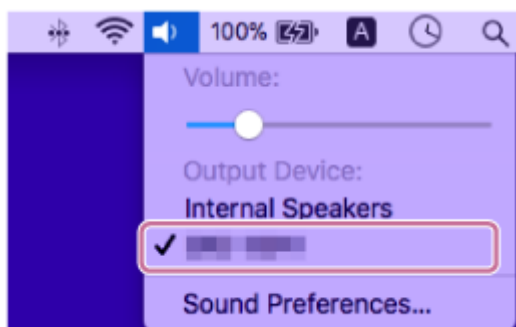 100% A
Volume:
Output Device:
Internal Speakers
Sound Preferences...